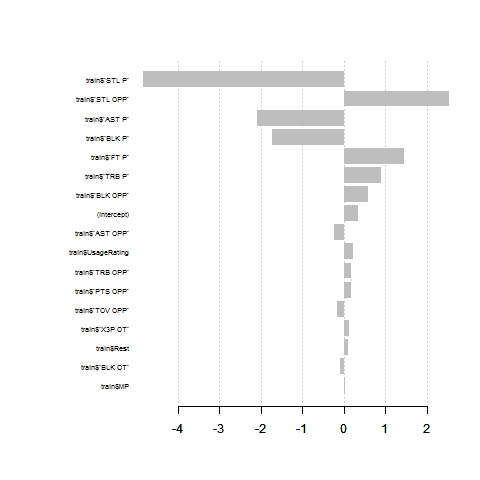 train$`STL P`
train$`STL OPP`
train$`AST P`
train$`BLK P`
train$`FT P`
train$`TRB P`
train$`BLK OPP`
(Intercept)
train$`AST OPP`
train$UsageRating
train$`TRB OPP`
train$`PTS OPP`
train$`TOV OPP`
train$`X3P OT`
train$Rest
train$`BLK OT`
train$MP
-4 -3 -2 -1 0 1 2